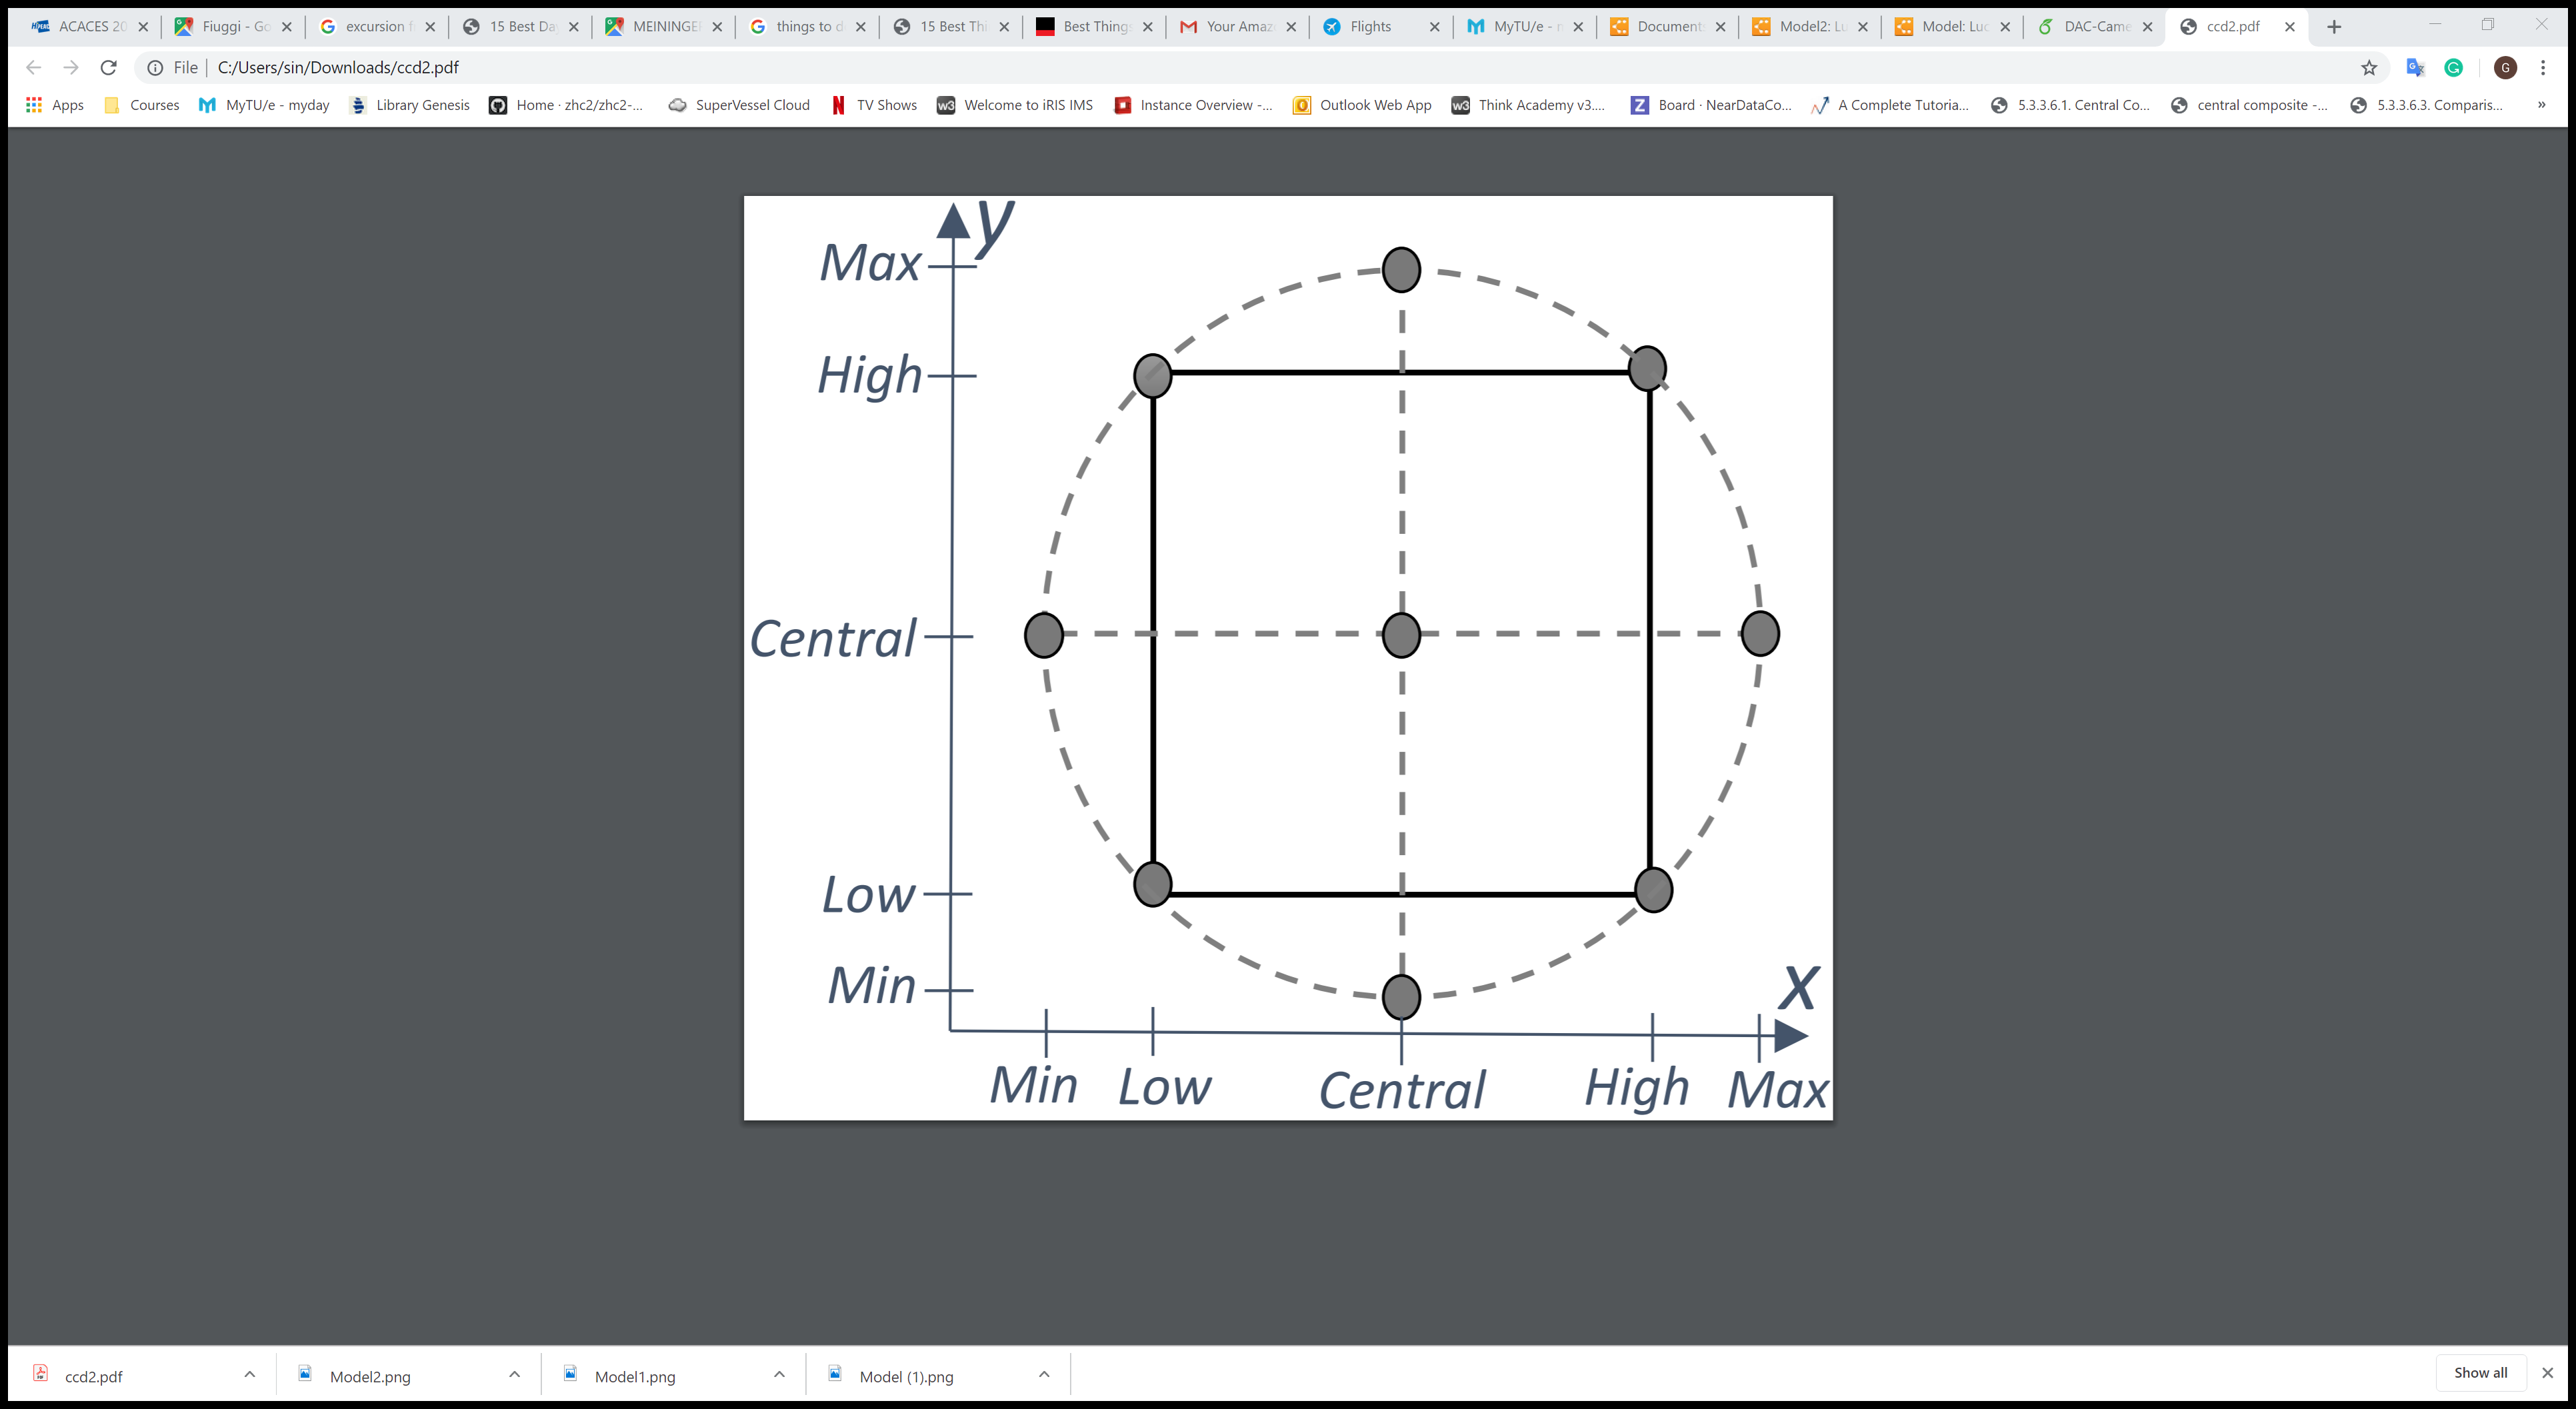 ACACES 20
Fiuggi - Go
excursion f
15 Best Da
MEININGE
things to d
15 Best Thi
Best Thing
Your Amaz
Flights
MyTU/e - n
Document
Model2: Lu
Model: Luc
DAC-Came
ccd2.pdf
File | C:/Users/sin/Downloads/ccd2.pdf
G
Apps
Courses
MyTU/e - myday
Library Genesis
Home · zhc2/zhc2-...
SuperVessel Cloud
TV Shows
Welcome to iRIS IMS
Instance Overview -...
Outlook Web App
Think Academy v3....
Board · NearDataCo...
A Complete Tutoria...
5.3.3.6.1. Central Co...
central composite -...
5.3.3.6.3. Comparis...
»
y
Max
High
Central
Low
Min
x
Min Low Central High Max
ccd2.pdf
Model2.png
Model1.png
Model (1).png
Show all